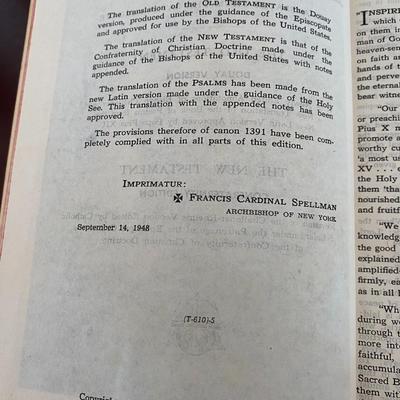 The translation of the OLD TESTAMENT is the Douay
version, produced under the guidance of the Episcopate
and approved for use by the Bishops of the United States.
The translation of the NEW TESTAMENT is that of the
Confraternity of Christian Doctrine made under the
guidance of the Bishops of the United States with notes
appended.
The translation of the PSALMS has been made from the
new Latin version made under the guidance of the Holy
See. This translation with the appended notes has been
approved.
The provisions therefore of canon 1391 have been com-
pletely complied with in all parts of this edition.
IMPRIMATUR:
✠ FRANCIS CARDINAL SPELLMAN
ARCHBISHOP OF NEW YORK
September 14, 1948
(T-610)-5
INSPIR
which
on them i
man of Go
heaven-sen
on faith a
hands of t
and perve
the eterna
bear witne
"Our
or preachi
Pius X m
promote a
worthy cu
'a most us
XV . . .
the Holy
them 'tha
nourished
and fruitf
"We
knowledg
the good
explained
amplified
firmly, ea
as in all
"Wh
during w
through t
more int
faithful,
accumula
Sacred B